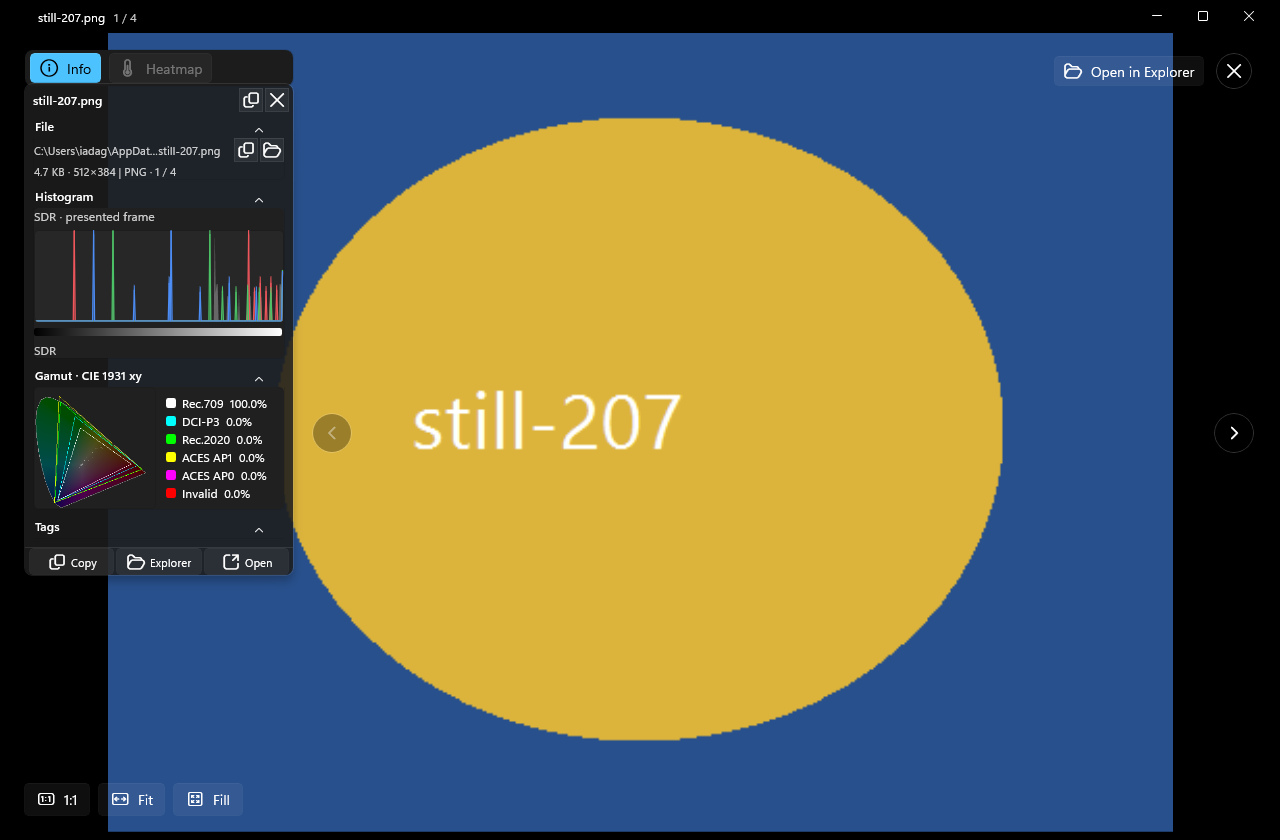 still-207.png 1 / 4
Info Heatmap
Open in Explorer
still-207.png
File
C:\Users\iadag\AppDat...still-207.png
4.7 KB · 512×384 | PNG · 1 / 4
Histogram
SDR · presented frame
SDR
Gamut · CIE 1931 xy
Rec.709 100.0%
DCI-P3 0.0%
Rec.2020 0.0%
ACES AP1 0.0%
ACES AP0 0.0%
Invalid 0.0%
Tags
Copy Explorer Open
still-207
1:1 1:1 Fit Fill